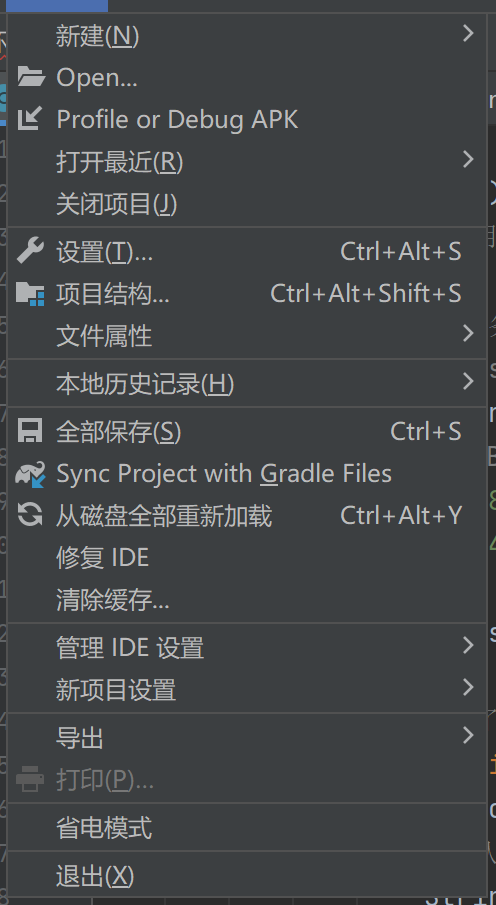 新建(N)
Open...
Profile or Debug APK
打开最近(R)
关闭项目(J)
设置(T)... Ctrl+Alt+S
项目结构... Ctrl+Alt+Shift+S
文件属性
本地历史记录(H)
全部保存(S) Ctrl+S
Sync Project with Gradle Files
从磁盘全部重新加载 Ctrl+Alt+Y
修复 IDE
清除缓存...
管理 IDE 设置
新项目设置
导出
打印(P)...
省电模式
退出(X)